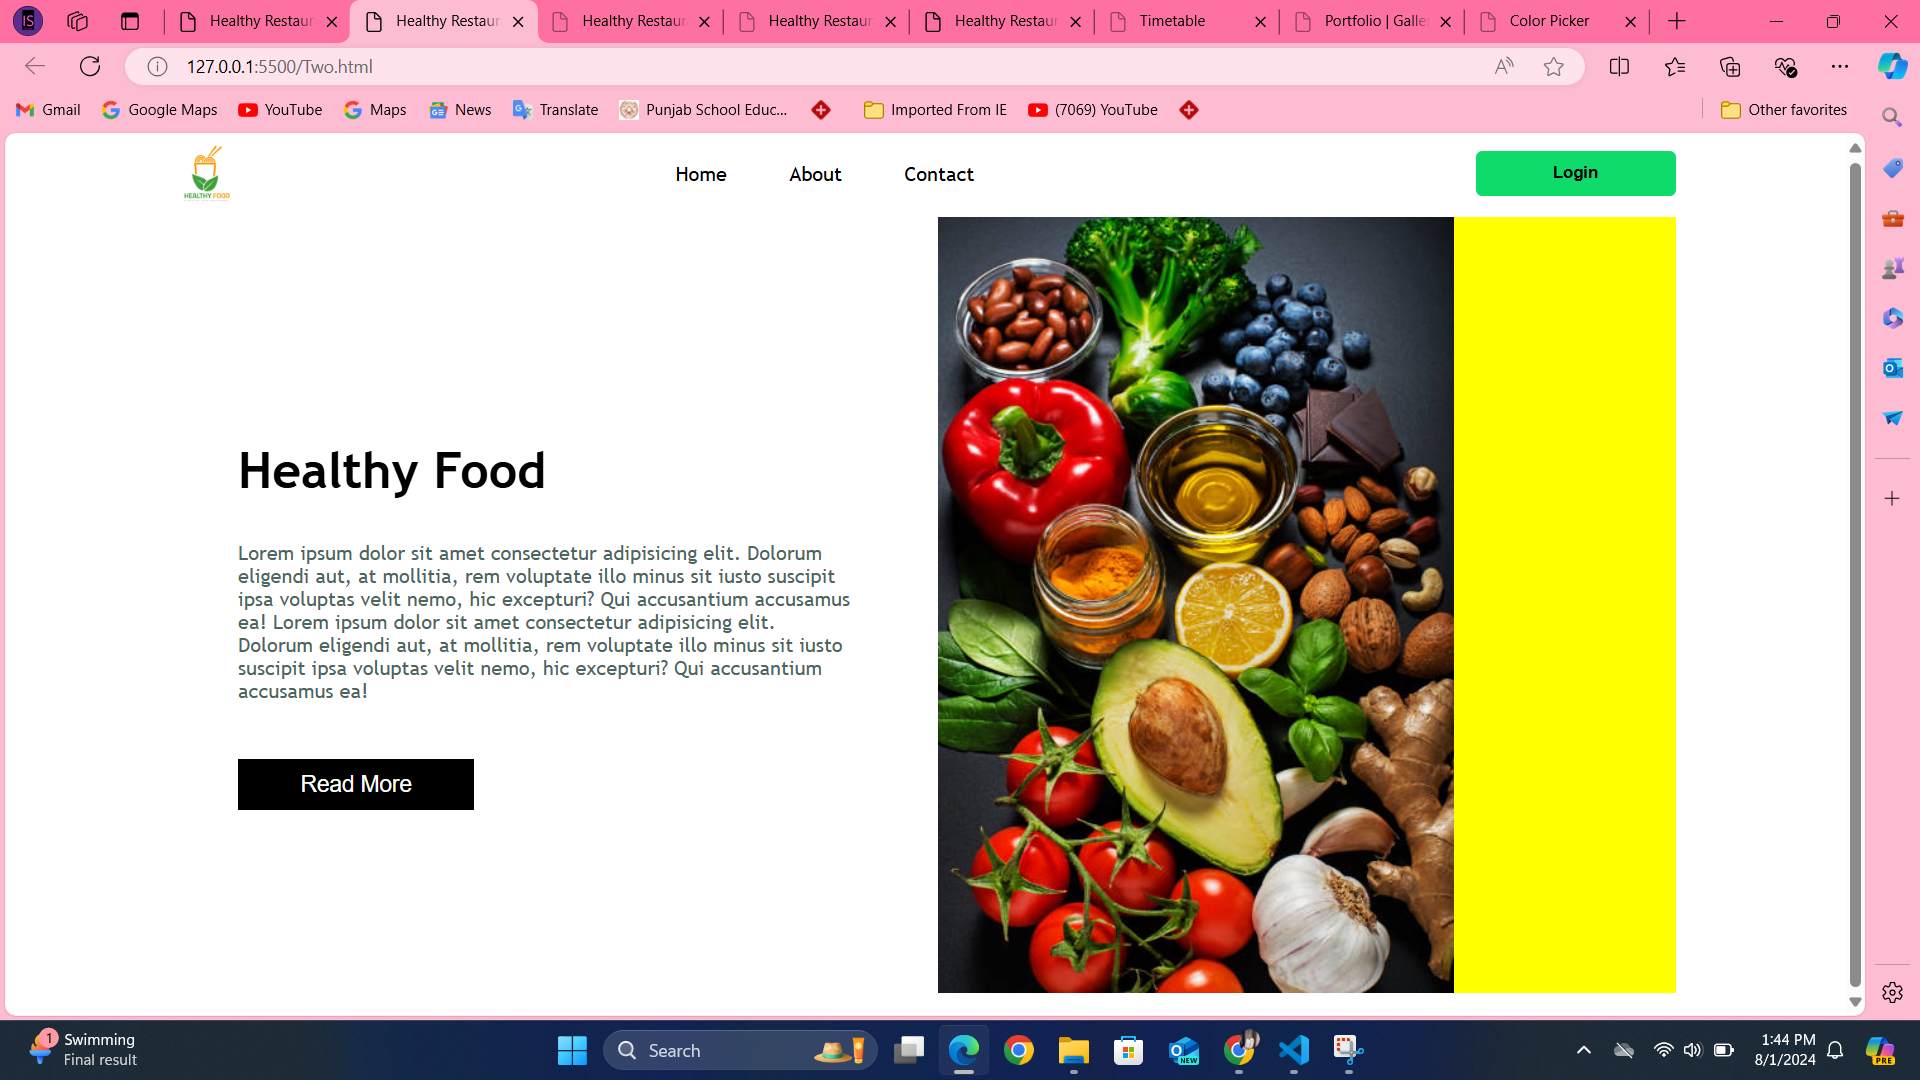 IS
Healthy Restaur
Healthy Restaur
Healthy Restaur
Healthy Restaur
Healthy Restaur
Timetable
Portfolio | Galle
Color Picker
127.0.0.1:5500/Two.html
Gmail
Google Maps
YouTube
Maps
News
Translate
Punjab School Educ...
Imported From IE
(7069) YouTube
Other favorites
HEALTHY FOOD
Home
About
Contact
Login
Healthy Food
Lorem ipsum dolor sit amet consectetur adipisicing elit. Dolorum
eligendi aut, at mollitia, rem voluptate illo minus sit iusto suscipit
ipsa voluptas velit nemo, hic excepturi? Qui accusantium accusamus
ea! Lorem ipsum dolor sit amet consectetur adipisicing elit.
Dolorum eligendi aut, at mollitia, rem voluptate illo minus sit iusto
suscipit ipsa voluptas velit nemo, hic excepturi? Qui accusantium
accusamus ea!
Read More
1
Swimming
Final result
Search
NEW
1:44 PM
8/1/2024
PRE